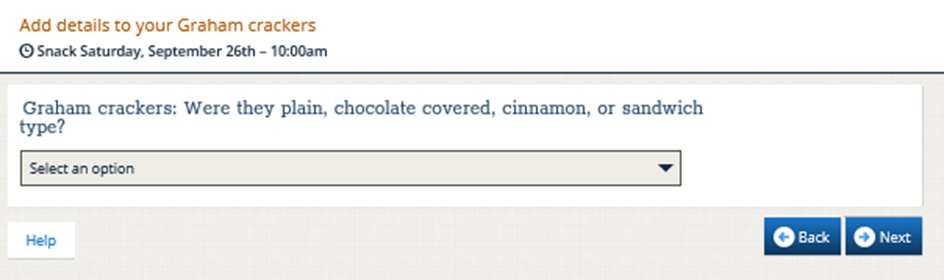 Add details to your Graham crackers
Snack Saturday, September 26th – 10:00am
Graham crackers: Were they plain, chocolate covered, cinnamon, or sandwich
type?
Select an option
Help
Back
Next